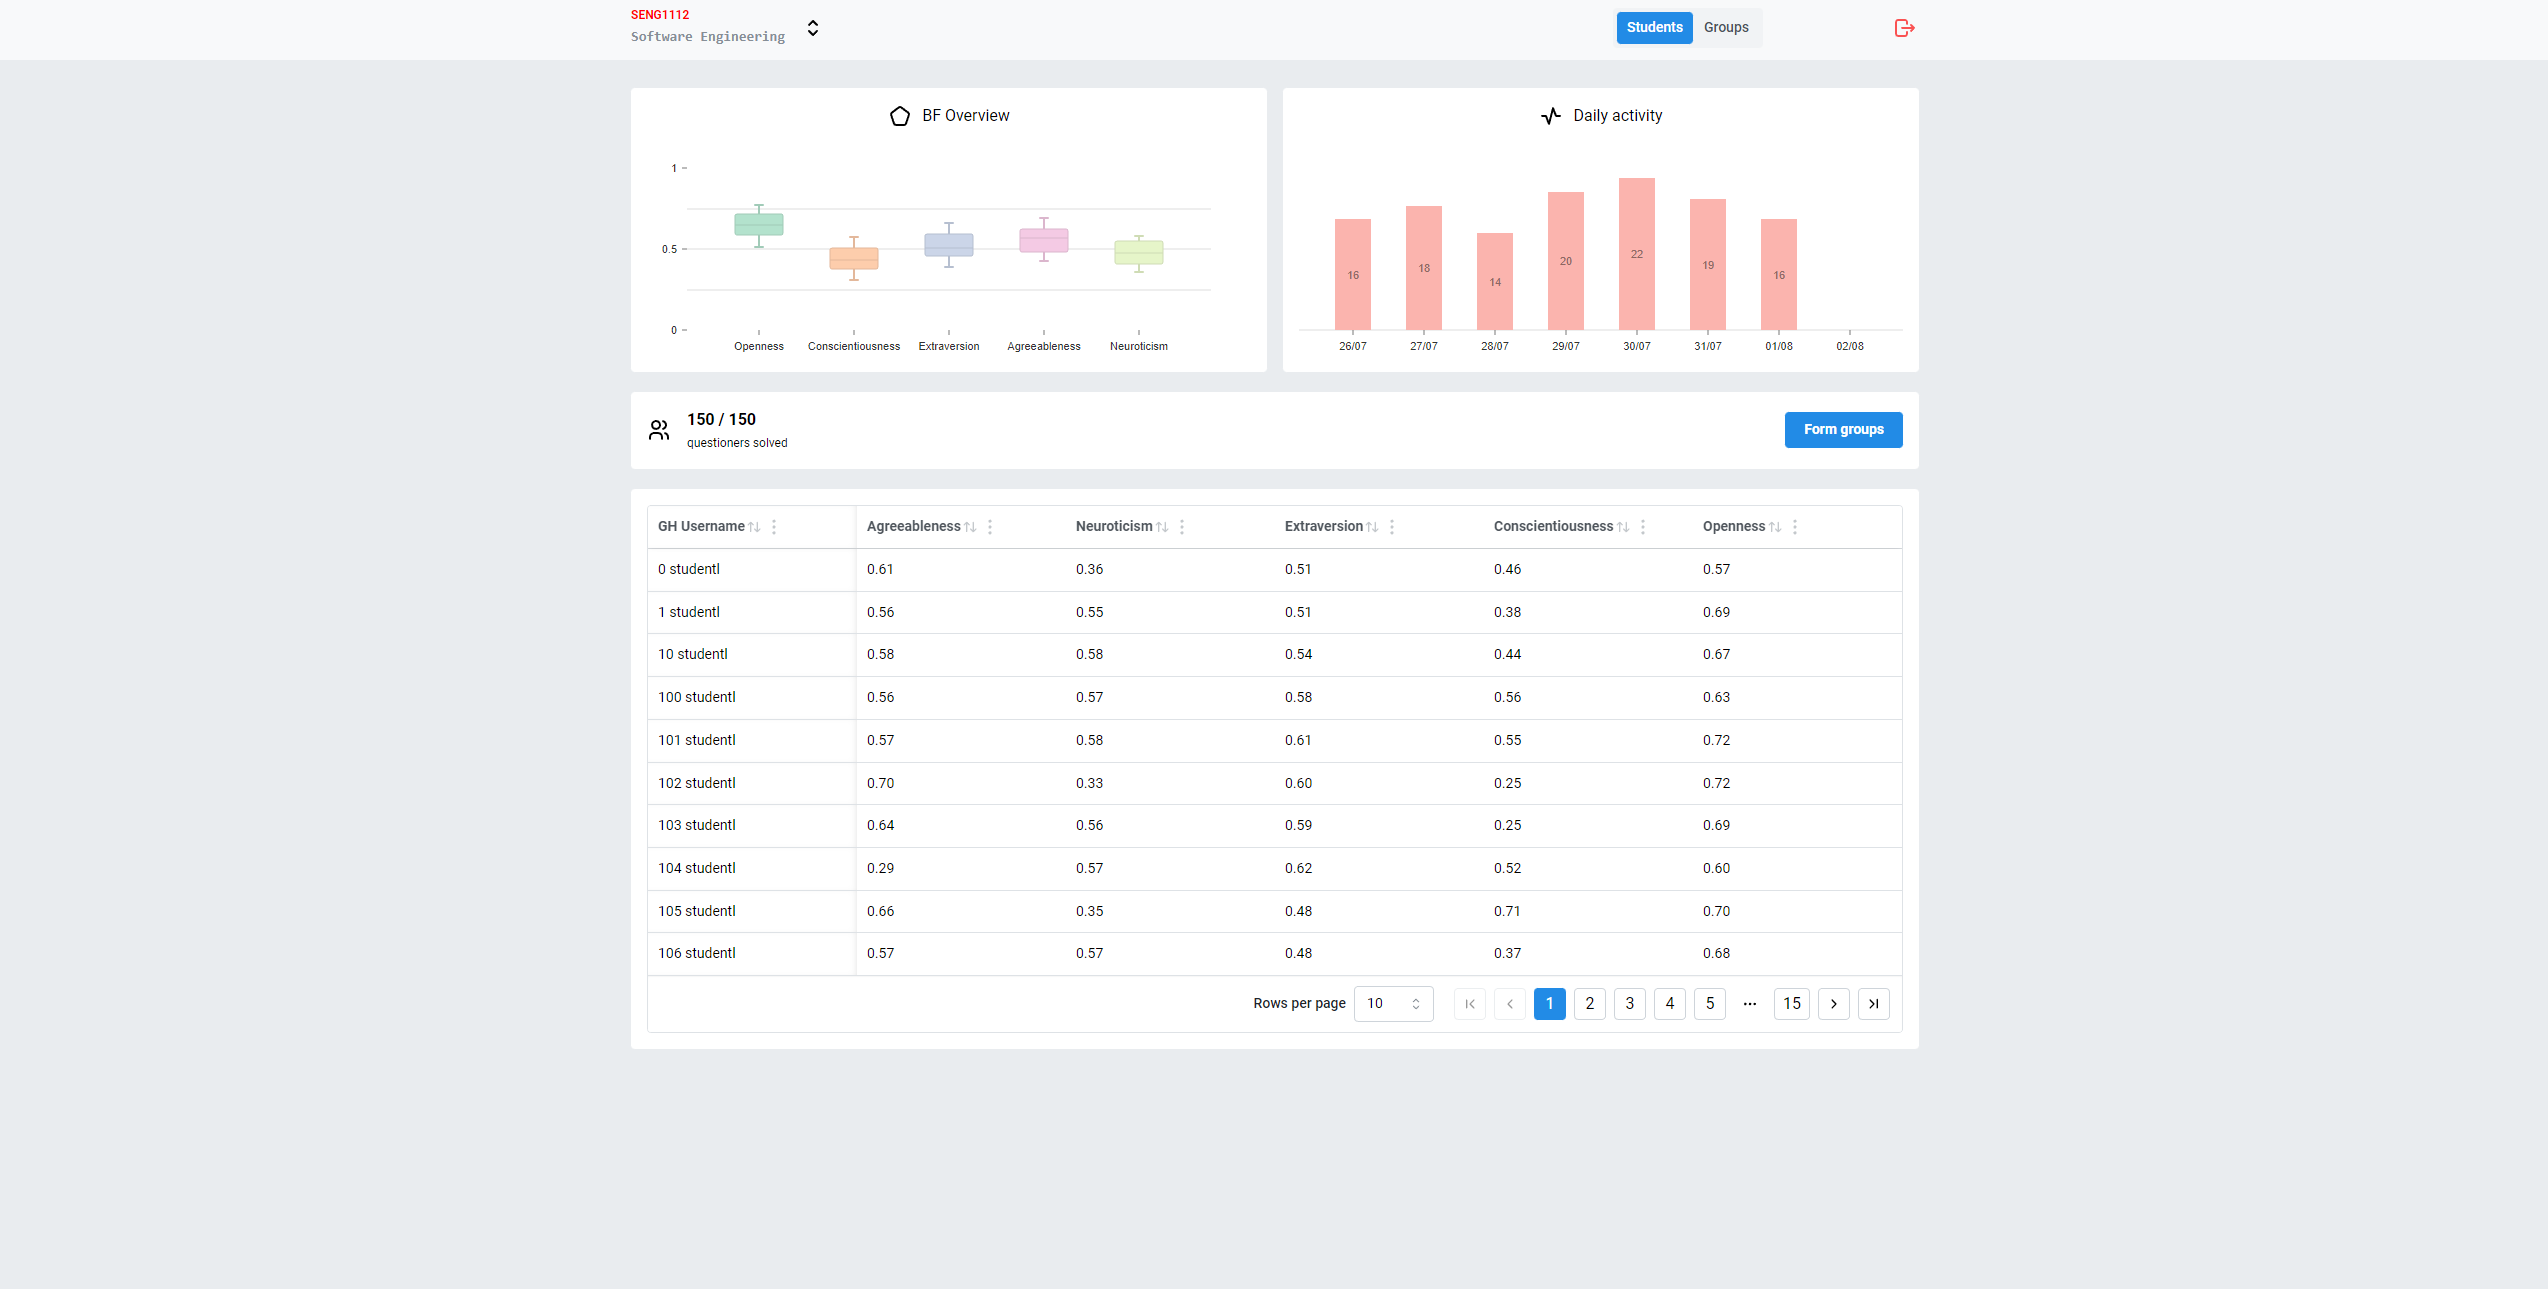 SENG1112
Software Engineering
Students Groups
BF Overview
1
0.5
0
Openness Conscientiousness Extraversion Agreeableness Neuroticism
Daily activity
16 18 14 20 22 19 16
26/07 27/07 28/07 29/07 30/07 31/07 01/08 02/08
150 / 150
questioners solved
Form groups
GH Username Agreeableness Neuroticism Extraversion Conscientiousness Openness
0 studentl 0.61 0.36 0.51 0.46 0.57
1 studentl 0.56 0.55 0.51 0.38 0.69
10 studentl 0.58 0.58 0.54 0.44 0.67
100 studentl 0.56 0.57 0.58 0.56 0.63
101 studentl 0.57 0.58 0.61 0.55 0.72
102 studentl 0.70 0.33 0.60 0.25 0.72
103 studentl 0.64 0.56 0.59 0.25 0.69
104 studentl 0.29 0.57 0.62 0.52 0.60
105 studentl 0.66 0.35 0.48 0.71 0.70
106 studentl 0.57 0.57 0.48 0.37 0.68
Rows per page 10 1 2 3 4 5 ••• 15